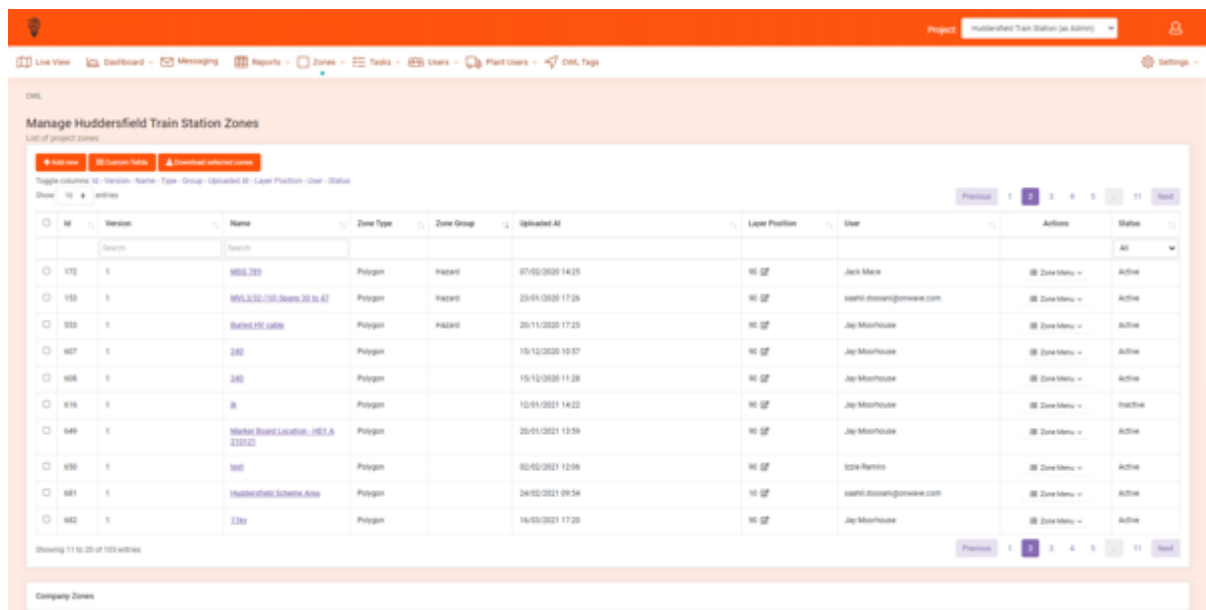 Project: Huddersfield Train Station (as Admin)
Live View Dashboard Messaging Reports Zones Tasks Users Plant Users OWL Tags Settings
OWL
Manage Huddersfield Train Station Zones
List of project zones
Add new Custom fields Download selected zones
Toggle columns: Id - Version - Name - Type - Group - Uploaded At - Layer Position - User - Status
Show 10 entries
Previous 1 2 3 4 5 ... 11 Next
Id Version Name Zone Type Zone Group Uploaded At Layer Position User Actions Status
Search Search All
172 1 MSG 789 Polygon Hazard 07/02/2020 14:25 90 Jack Mace Zone Menu Active
153 1 MVL3/32 (10) Spans 30 to 47 Polygon Hazard 23/01/2020 17:26 90 saahil.dossani@onwave.com Zone Menu Active
553 1 Buried HV cable Polygon Hazard 20/11/2020 17:25 90 Jay Moorhouse Zone Menu Active
607 1 240 Polygon 15/12/2020 10:57 90 Jay Moorhouse Zone Menu Active
608 1 240 Polygon 15/12/2020 11:28 90 Jay Moorhouse Zone Menu Active
616 1 Polygon 12/01/2021 14:22 90 Jay Moorhouse Zone Menu Inactive
649 1 Marker Board Location - H01 A Polygon 20/01/2021 13:59 90 Jay Moorhouse Zone Menu Active
210121
650 1 test Polygon 02/02/2021 12:06 90 Izzie Ramiro Zone Menu Active
681 1 Huddersfield Scheme Area Polygon 24/02/2021 09:54 10 saahil.dossani@onwave.com Zone Menu Active
682 1 11kv Polygon 16/03/2021 17:20 90 Jay Moorhouse Zone Menu Active
Showing 11 to 20 of 103 entries
Previous 1 2 3 4 5 ... 11 Next
Company Zones